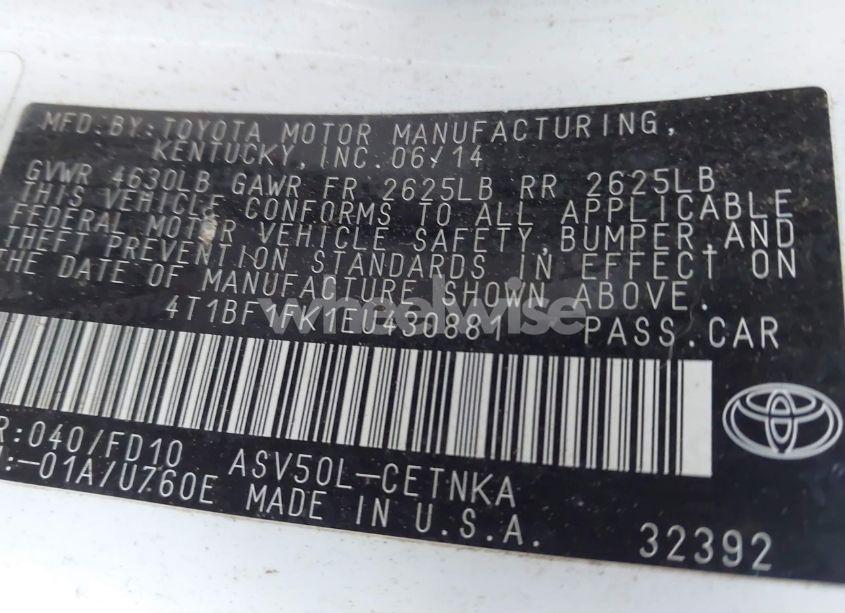 MFD.BY: TOYOTA MOTOR MANUFACTURING,
KENTUCKY, INC. 06/14
GVWR 4630LB GAWR FR 2625LB RR 2625LB
THIS VEHICLE CONFORMS TO ALL APPLICABLE
FEDERAL MOTOR VEHICLE SAFETY, BUMPER, AND
THEFT PREVENTION STANDARDS IN EFFECT ON
THE DATE OF MANUFACTURE SHOWN ABOVE.
4T1BF1FK1EU430881 PASS.CAR
wheelwise
R:040/FD10 ASV50L-CETNKA
:-01A/U760E MADE IN U.S.A. 32392